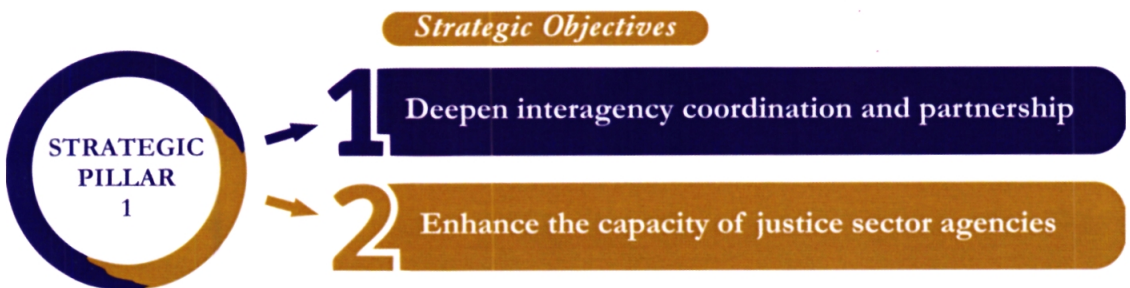 Strategic Objectives
STRATEGIC
PILLAR
1
1 Deepen interagency coordination and partnership
2 Enhance the capacity of justice sector agencies